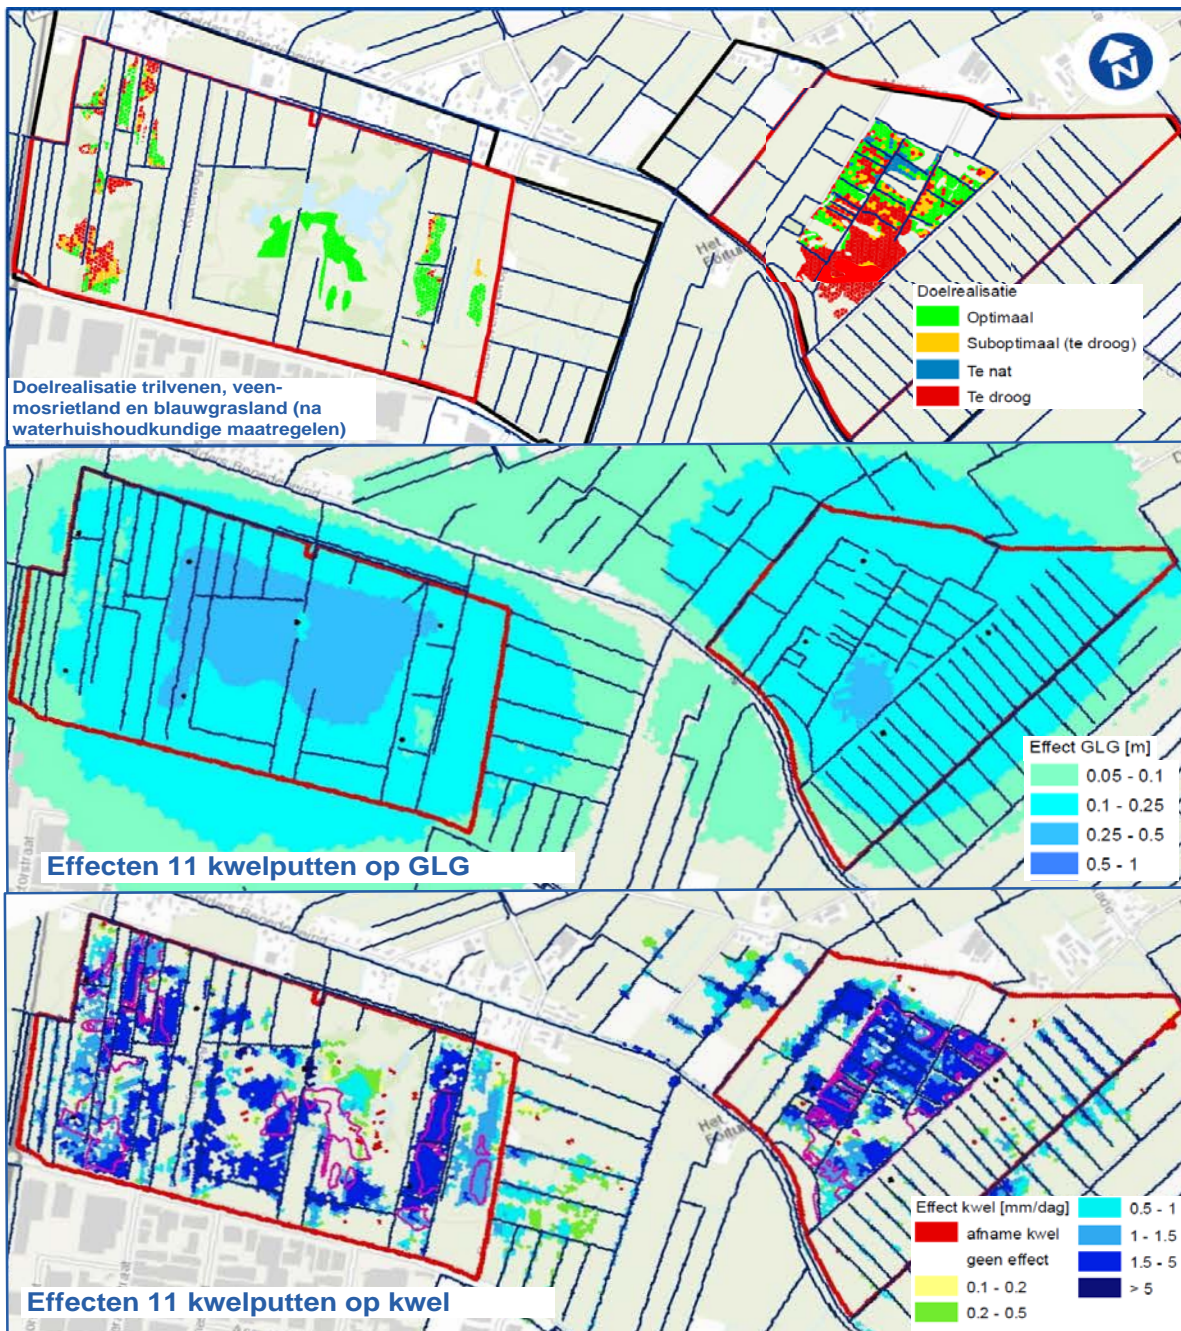 N
Het
Doelrealisatie
Optimaal
Suboptimaal (te droog)
Te nat
Te droog
Doelrealisatie trilvenen, veen-
mosrietland en blauwgrasland (na
waterhuishoudkundige maatregelen)
Effect GLG [m]
0.05 - 0.1
0.1 - 0.25
0.25 - 0.5
0.5 - 1
Effecten 11 kwelputten op GLG
Het
Effect kwel [mm/dag]
afname kwel
geen effect
0.1 - 0.2
0.2 - 0.5
0.5 - 1
1 - 1.5
1.5 - 5
> 5
Effecten 11 kwelputten op kwel